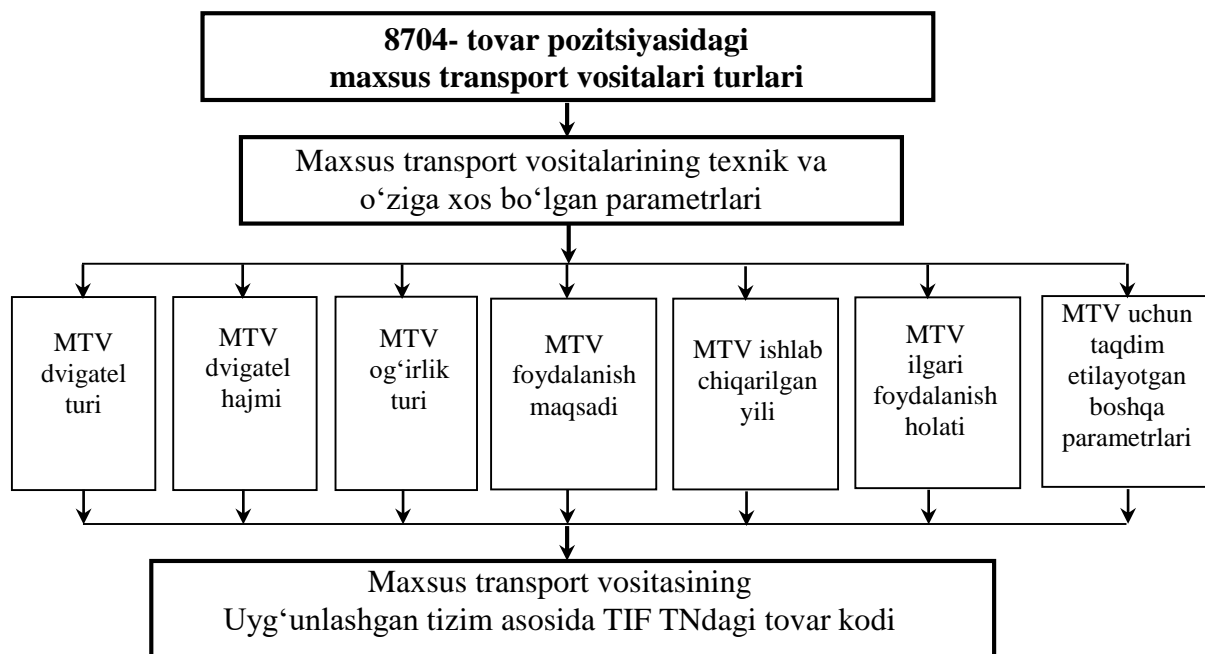 8704- tovar pozitsiyasidagi
maxsus transport vositalari turlari
Maxsus transport vositalarining texnik va
o‘ziga xos bo‘lgan parametrlari
MTV
dvigatel
turi
MTV
dvigatel
hajmi
MTV
og‘irlik
turi
MTV
foydalanish
maqsadi
MTV ishlab
chiqarilgan
yili
MTV
ilgari
foydalanish
holati
MTV uchun
taqdim
etilayotgan
boshqa
parametrlari
Maxsus transport vositasining
Uyg‘unlashgan tizim asosida TIF TNdagi tovar kodi